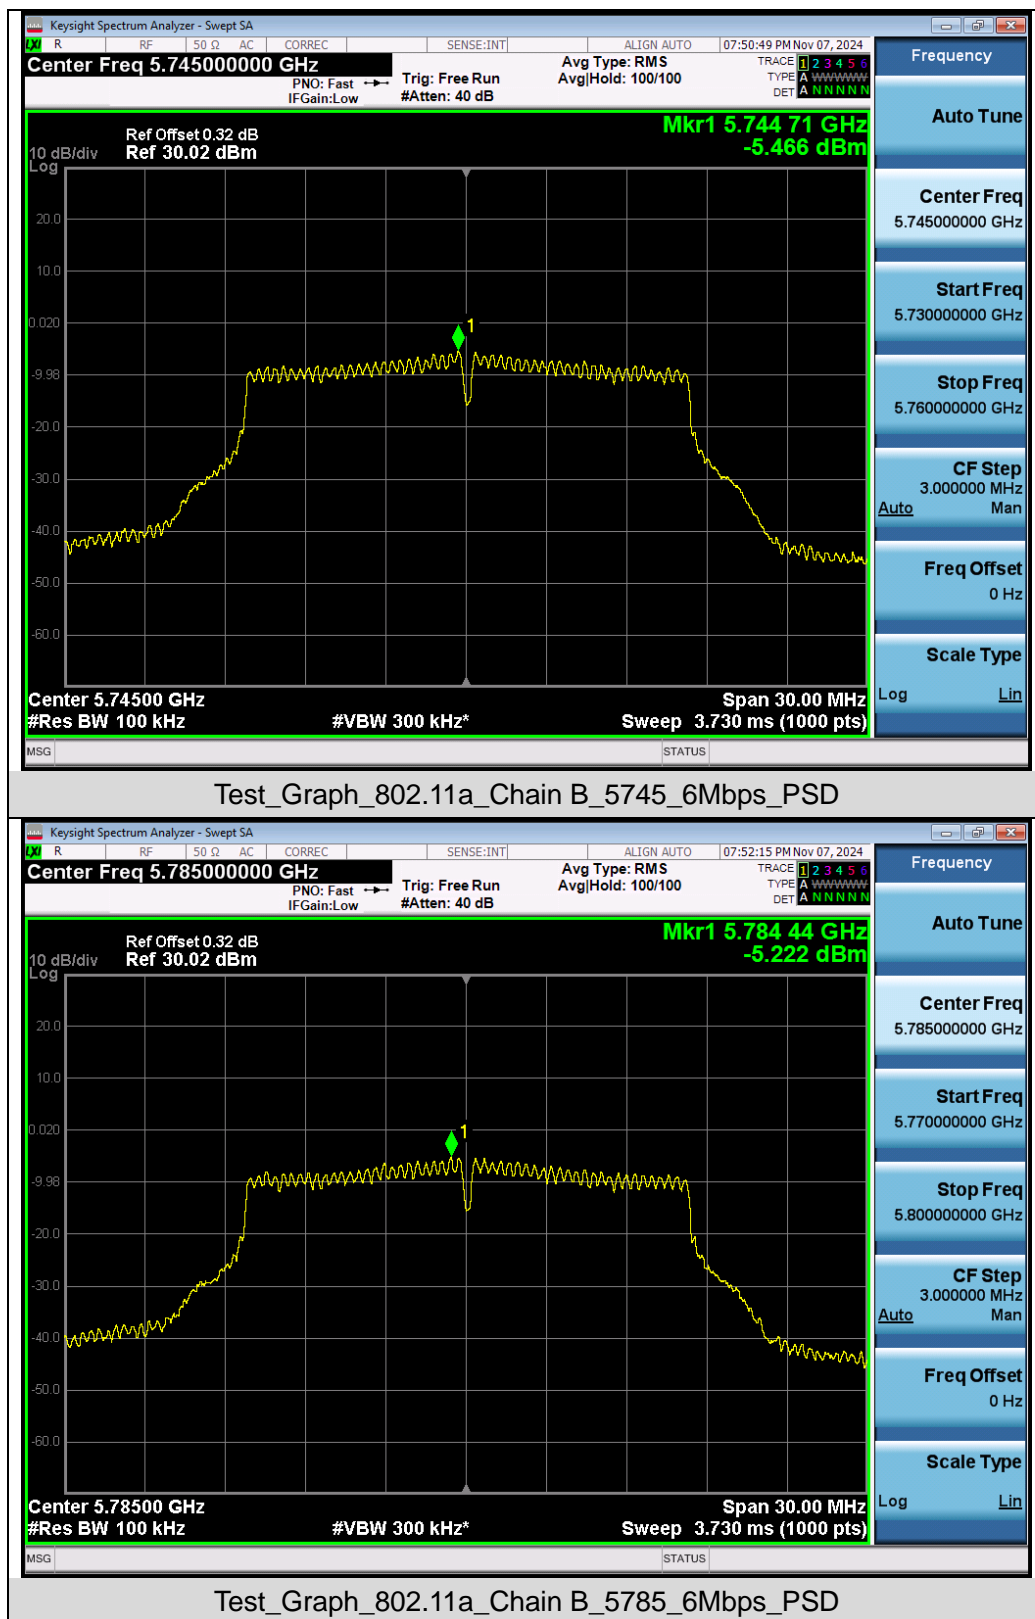 Keysight Spectrum Analyzer - Swept SA
LXI R RF 50 Ω AC CORREC SENSE:INT ALIGN AUTO 07:50:49 PM Nov 07, 2024
Center Freq 5.745000000 GHz Avg Type: RMS TRACE 1 2 3 4 5 6
PNO: Fast Trig: Free Run Avg|Hold: 100/100 TYPE A WWWWW
IFGain:Low #Atten: 40 dB DET A N N N N N
Frequency
Auto Tune
Center Freq
5.745000000 GHz
Start Freq
5.730000000 GHz
Stop Freq
5.760000000 GHz
CF Step
3.000000 MHz
Auto Man
Freq Offset
0 Hz
Scale Type
Log Lin
Ref Offset 0.32 dB Mkr1 5.744 71 GHz
10 dB/div Ref 30.02 dBm -5.466 dBm
Log
20.0
10.0
0.020
1
-9.98
-20.0
-30.0
-40.0
-50.0
-60.0
Center 5.74500 GHz Span 30.00 MHz
#Res BW 100 kHz #VBW 300 kHz* Sweep 3.730 ms (1000 pts)
MSG STATUS
Test_Graph_802.11a_Chain B_5745_6Mbps_PSD
Keysight Spectrum Analyzer - Swept SA
LXI R RF 50 Ω AC CORREC SENSE:INT ALIGN AUTO 07:52:15 PM Nov 07, 2024
Center Freq 5.785000000 GHz Avg Type: RMS TRACE 1 2 3 4 5 6
PNO: Fast Trig: Free Run Avg|Hold: 100/100 TYPE A WWWWW
IFGain:Low #Atten: 40 dB DET A N N N N N
Frequency
Auto Tune
Center Freq
5.785000000 GHz
Start Freq
5.770000000 GHz
Stop Freq
5.800000000 GHz
CF Step
3.000000 MHz
Auto Man
Freq Offset
0 Hz
Scale Type
Log Lin
Ref Offset 0.32 dB Mkr1 5.784 44 GHz
10 dB/div Ref 30.02 dBm -5.222 dBm
Log
20.0
10.0
0.020
1
-9.98
-20.0
-30.0
-40.0
-50.0
-60.0
Center 5.78500 GHz Span 30.00 MHz
#Res BW 100 kHz #VBW 300 kHz* Sweep 3.730 ms (1000 pts)
MSG STATUS
Test_Graph_802.11a_Chain B_5785_6Mbps_PSD